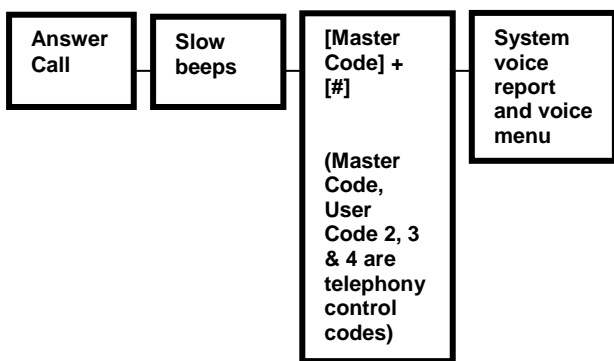 Answer
Call
Slow
beeps
[Master
Code] +
[#]
(Master
Code,
User
Code 2, 3
& 4 are
telephony
control
codes)
System
voice
report
and voice
menu